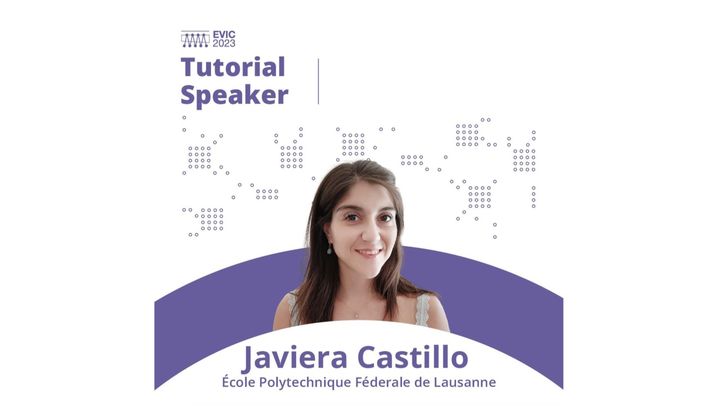 EVIC
2023
Tutorial
Speaker
Javiera Castillo
École Polytechnique Féderale de Lausanne